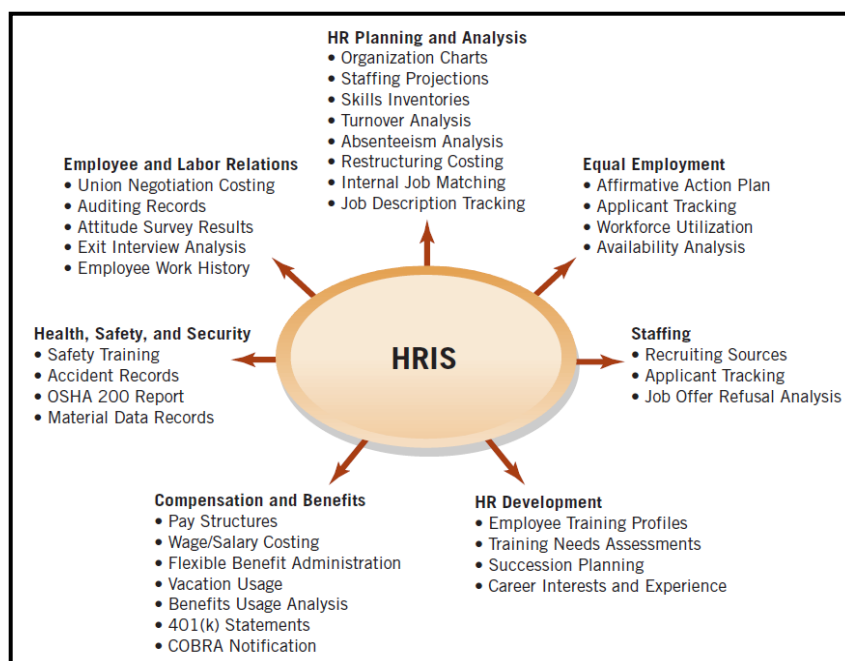 HR Planning and Analysis
• Organization Charts
• Staffing Projections
• Skills Inventories
• Turnover Analysis
• Absenteeism Analysis
• Restructuring Costing
• Internal Job Matching
• Job Description Tracking
Employee and Labor Relations
• Union Negotiation Costing
• Auditing Records
• Attitude Survey Results
• Exit Interview Analysis
• Employee Work History
Equal Employment
• Affirmative Action Plan
• Applicant Tracking
• Workforce Utilization
• Availability Analysis
Health, Safety, and Security
• Safety Training
• Accident Records
• OSHA 200 Report
• Material Data Records
HRIS
Staffing
• Recruiting Sources
• Applicant Tracking
• Job Offer Refusal Analysis
Compensation and Benefits
• Pay Structures
• Wage/Salary Costing
• Flexible Benefit Administration
• Vacation Usage
• Benefits Usage Analysis
• 401(k) Statements
• COBRA Notification
HR Development
• Employee Training Profiles
• Training Needs Assessments
• Succession Planning
• Career Interests and Experience